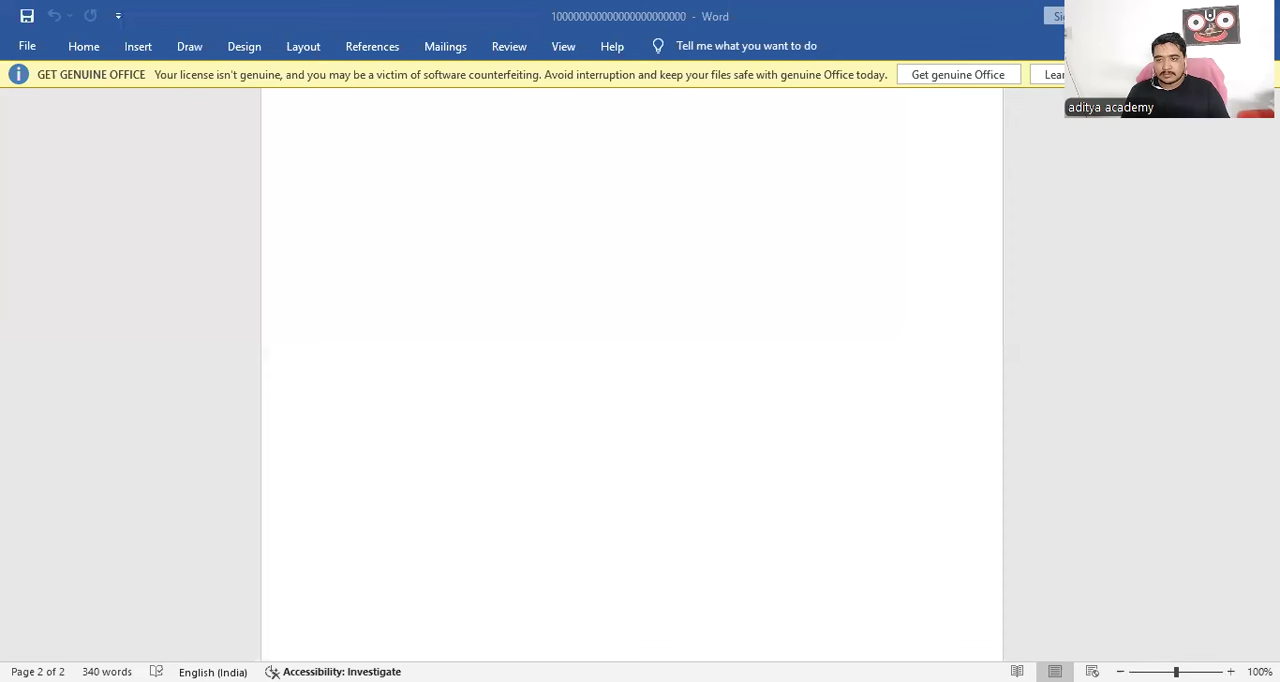 10000000000000000000000 - Word
File Home Insert Draw Design Layout References Mailings Review View Help Tell me what you want to do
GET GENUINE OFFICE Your license isn't genuine, and you may be a victim of software counterfeiting. Avoid interruption and keep your files safe with genuine Office today. Get genuine Office
aditya academy
Page 2 of 2 340 words English (India) Accessibility: Investigate 100%